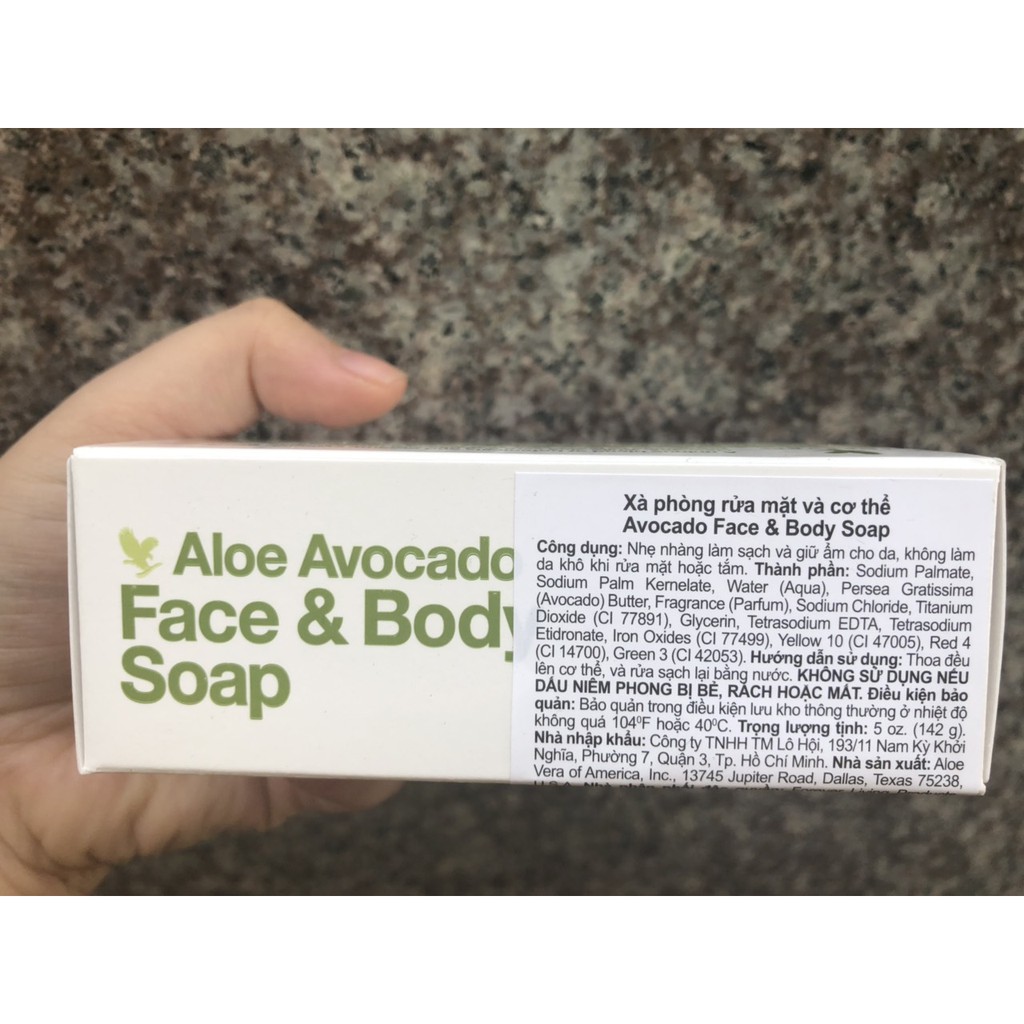 Aloe Avocado
Face & Body
Soap
Xà phòng rửa mặt và cơ thể
Avocado Face & Body Soap
Công dụng: Nhẹ nhàng làm sạch và giữ ẩm cho da, không làm
da khô khi rửa mặt hoặc tắm. Thành phần: Sodium Palmate,
Sodium Palm Kernelate, Water (Aqua), Persea Gratissima
(Avocado) Butter, Fragrance (Parfum), Sodium Chloride, Titanium
Dioxide (CI 77891), Glycerin, Tetrasodium EDTA, Tetrasodium
Etidronate, Iron Oxides (CI 77499), Yellow 10 (CI 47005), Red 4
(CI 14700), Green 3 (CI 42053). Hướng dẫn sử dụng: Thoa đều
lên cơ thể, và rửa sạch lại bằng nước. KHÔNG SỬ DỤNG NẾU
DẤU NIÊM PHONG BỊ BẺ, RÁCH HOẶC MẤT. Điều kiện bảo
quản: Bảo quản trong điều kiện lưu kho thông thường ở nhiệt độ
không quá 104⁰F hoặc 40⁰C. Trọng lượng tịnh: 5 oz. (142 g).
Nhà nhập khẩu: Công ty TNHH TM Lô Hội, 193/11 Nam Kỳ Khởi
Nghĩa, Phường 7, Quận 3, Tp. Hồ Chí Minh. Nhà sản xuất: Aloe
Vera of America, Inc., 13745 Jupiter Road, Dallas, Texas 75238,